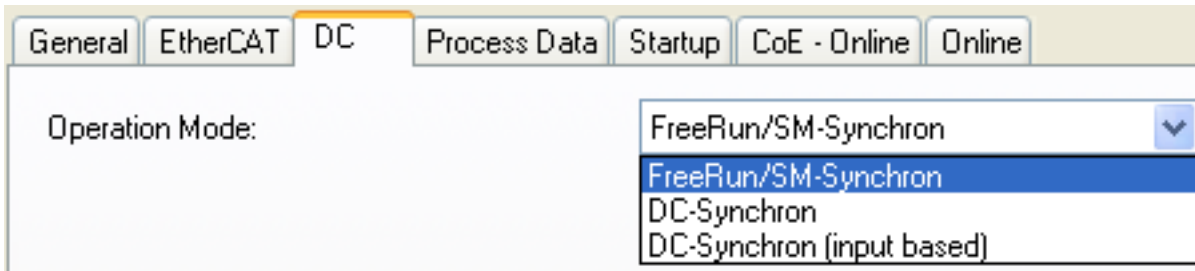 General EtherCAT DC Process Data Startup CoE - Online Online
Operation Mode: FreeRun/SM-Synchron
FreeRun/SM-Synchron
DC-Synchron
DC-Synchron (input based)